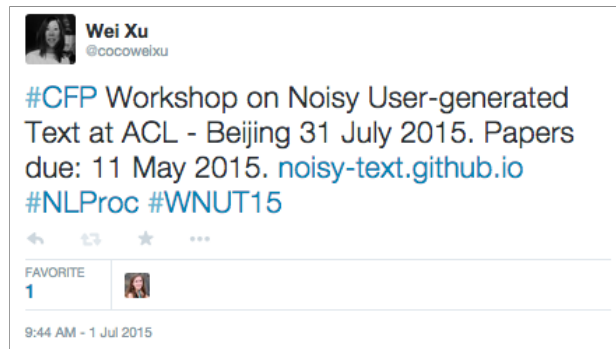 Wei Xu
@cocoweixu
#CFP Workshop on Noisy User-generated
Text at ACL - Beijing 31 July 2015. Papers
due: 11 May 2015. noisy-text.github.io
#NLProc #WNUT15
FAVORITE
1
9:44 AM - 1 Jul 2015